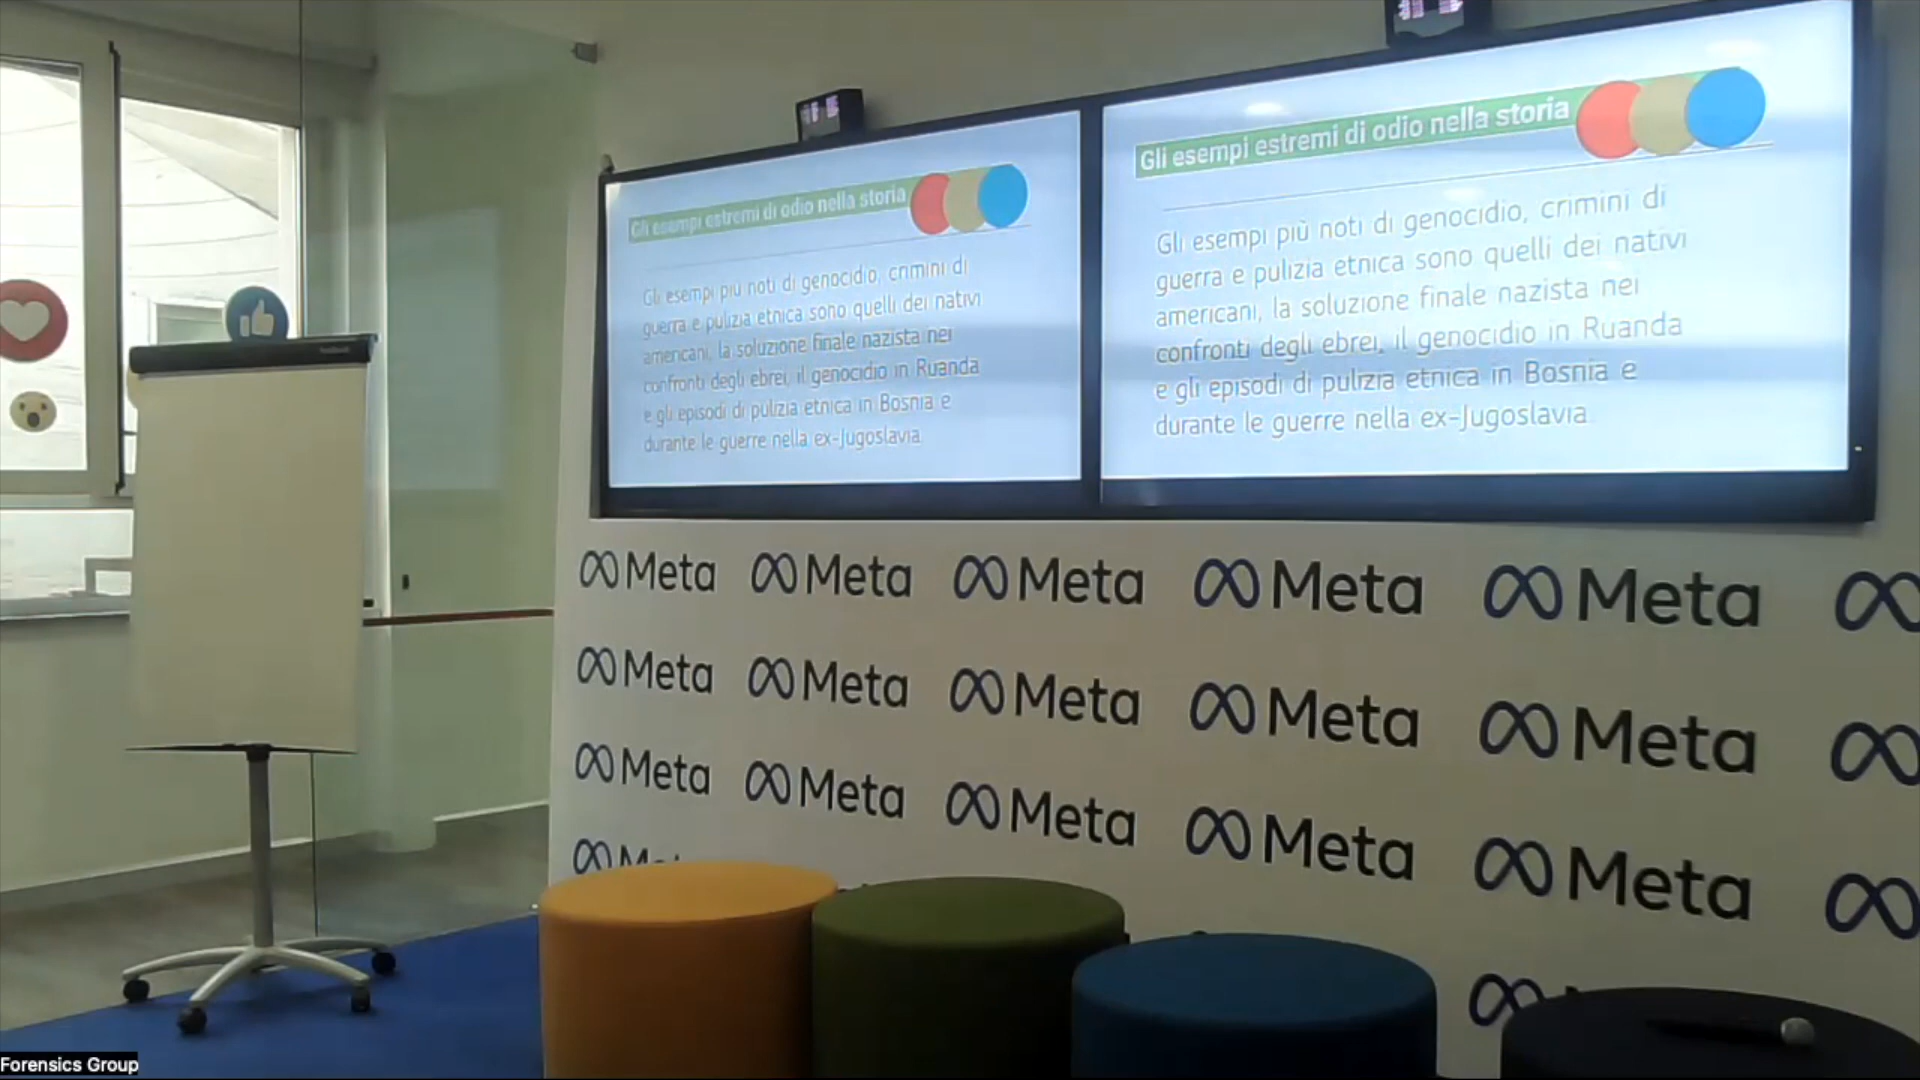 Gli esempi estremi di odio nella storia
Gli esempi più noti di genocidio, crimini di
guerra e pulizia etnica sono quelli dei nativi
americani, la soluzione finale nazista nei
confronti degli ebrei, il genocidio in Ruanda
e gli episodi di pulizia etnica in Bosnia e
durante le guerre nella ex-Jugoslavia
Gli esempi estremi di odio nella storia
Gli esempi più noti di genocidio, crimini di
guerra e pulizia etnica sono quelli dei nativi
americani, la soluzione finale nazista nei
confronti degli ebrei, il genocidio in Ruanda
e gli episodi di pulizia etnica in Bosnia e
durante le guerre nella ex-Jugoslavia
Meta Meta Meta Meta Meta
Meta Meta Meta Meta Meta
Meta Meta Meta Meta Meta
Forensics Group